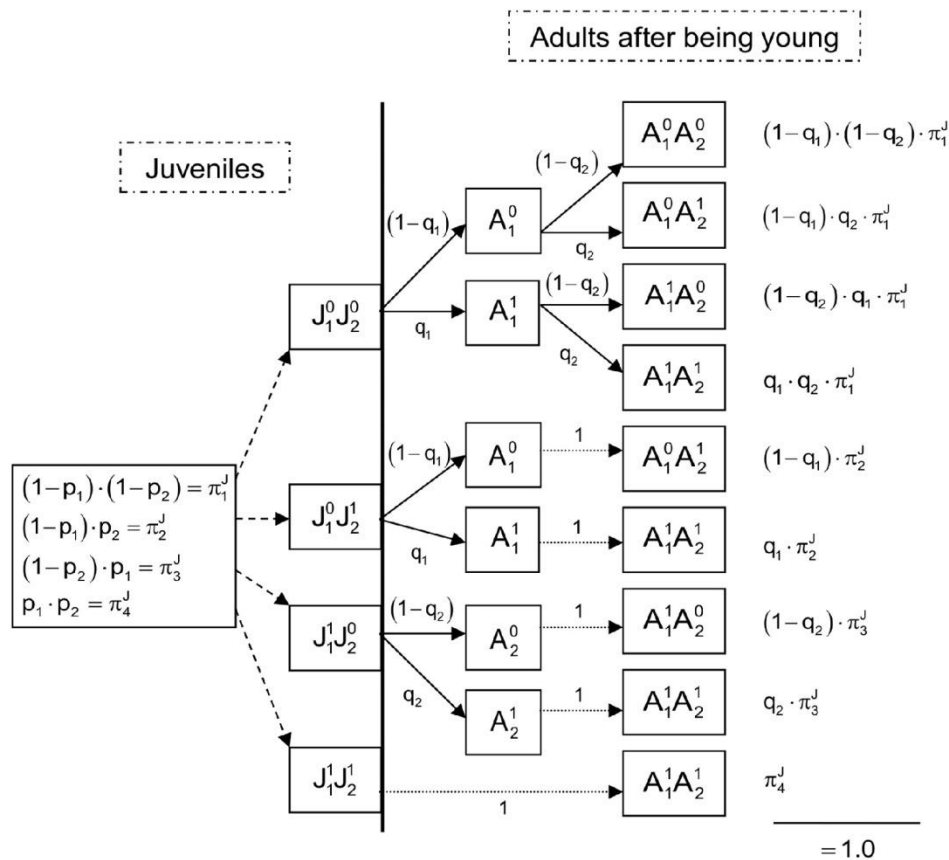 Adults after being young
Juveniles
(1-p₁)·(1-p₂)=π₁ᴶ
(1-p₁)·p₂=π₂ᴶ
(1-p₂)·p₁=π₃ᴶ
p₁·p₂=π₄ᴶ
J₁⁰J₂⁰
(1-q₁)
A₁⁰
(1-q₂)
A₁⁰A₂⁰
(1-q₁)·(1-q₂)·π₁ᴶ
q₂
A₁⁰A₂¹
(1-q₁)·q₂·π₁ᴶ
q₁
A₁¹
(1-q₂)
A₁¹A₂⁰
(1-q₂)·q₁·π₁ᴶ
q₂
A₁¹A₂¹
q₁·q₂·π₁ᴶ
J₁⁰J₂¹
(1-q₁)
A₁⁰
1
A₁⁰A₂¹
(1-q₁)·π₂ᴶ
q₁
A₁¹
1
A₁¹A₂¹
q₁·π₂ᴶ
J₁¹J₂⁰
(1-q₂)
A₂⁰
1
A₁¹A₂⁰
(1-q₂)·π₃ᴶ
q₂
A₂¹
1
A₁¹A₂¹
q₂·π₃ᴶ
J₁¹J₂¹
1
A₁¹A₂¹
π₄ᴶ
=1.0